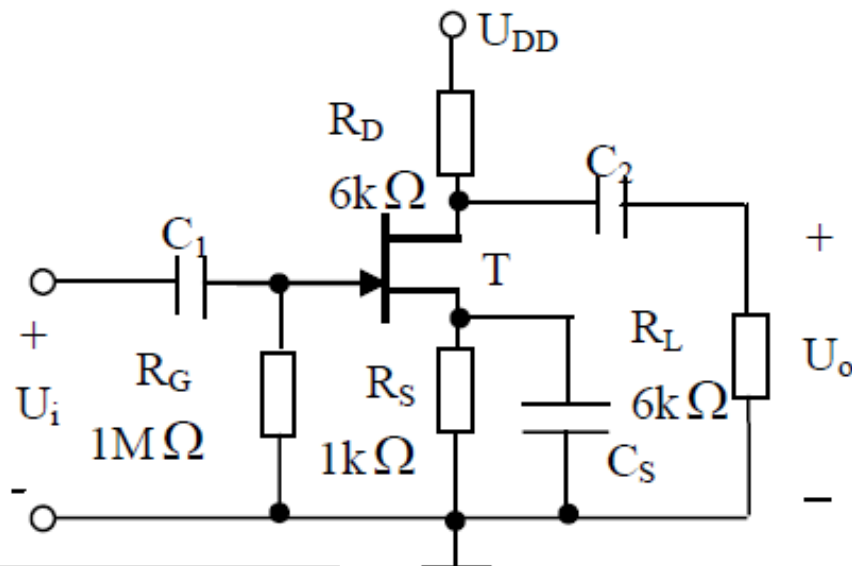 U_DD
R_D
6kΩ
C_2
C_1
T
+
+
R_G
R_S
R_L
U_o
U_i
1MΩ
1kΩ
6kΩ
C_S
-
−